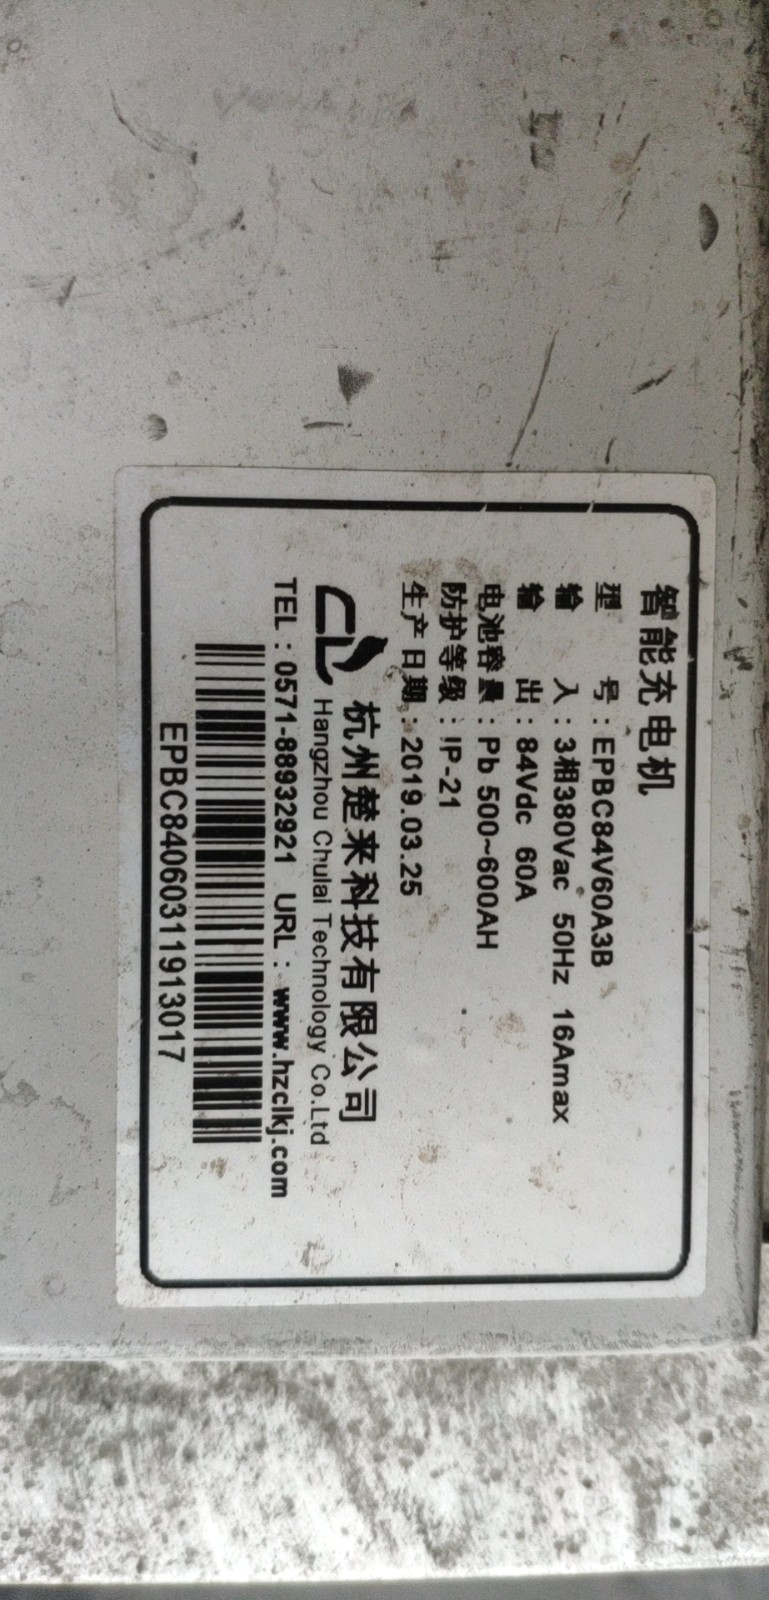 智能充电机
型 号：EPBC84V60A3B
输 入：3相380Vac 50Hz 16Amax
输 出：84Vdc 60A
电池容量：Pb 500~600AH
防护等级：IP-21
生产日期：2019.03.25
杭州楚来科技有限公司
Hangzhou Chulai Technology Co.Ltd
TEL：0571-88932921 URL：www.hzclkj.com
EPBC84060311913017